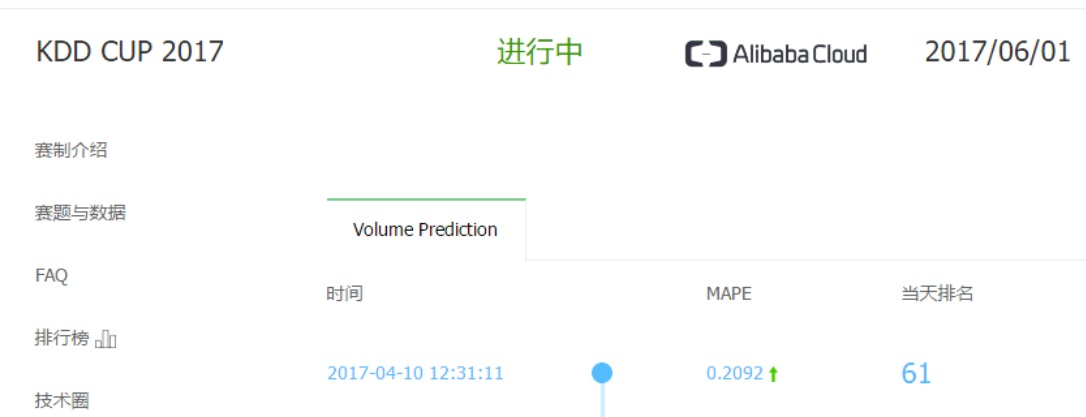 KDD CUP 2017 进行中 Alibaba Cloud 2017/06/01
赛制介绍
赛题与数据
Volume Prediction
FAQ
时间 MAPE 当天排名
排行榜
2017-04-10 12:31:11 0.2092 61
技术圈